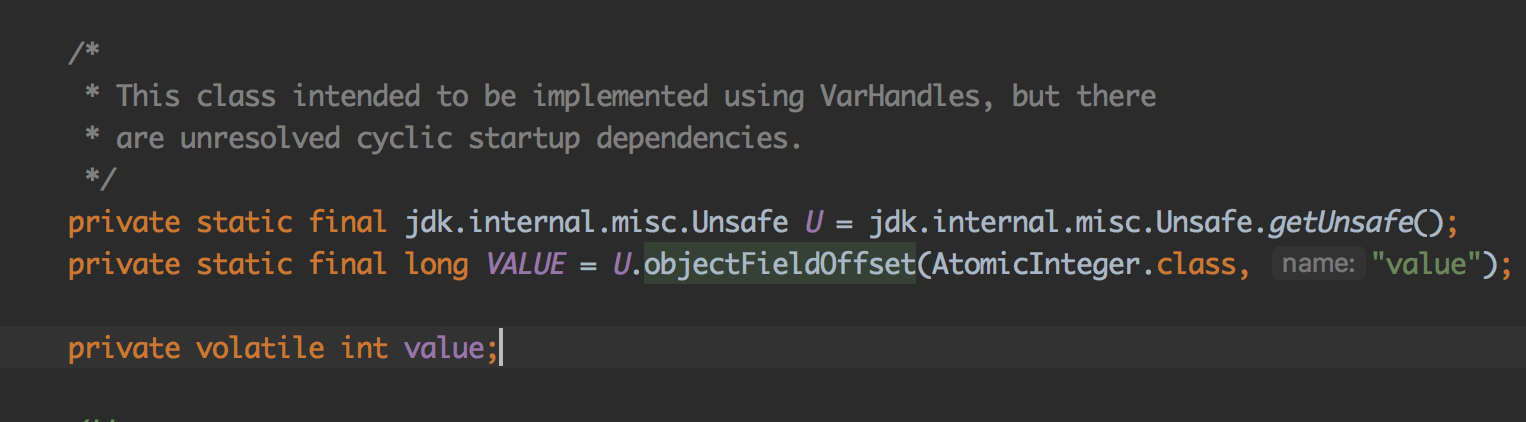 /*
* This class intended to be implemented using VarHandles, but there
* are unresolved cyclic startup dependencies.
*/
private static final jdk.internal.misc.Unsafe U = jdk.internal.misc.Unsafe.getUnsafe();
private static final long VALUE = U.objectFieldOffset(AtomicInteger.class, name: "value");
private volatile int value;